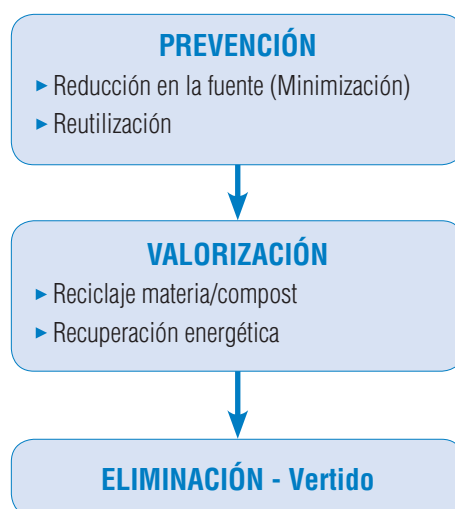 PREVENCIÓN
▸ Reducción en la fuente (Minimización)
▸ Reutilización
VALORIZACIÓN
▸ Reciclaje materia/compost
▸ Recuperación energética
ELIMINACIÓN - Vertido